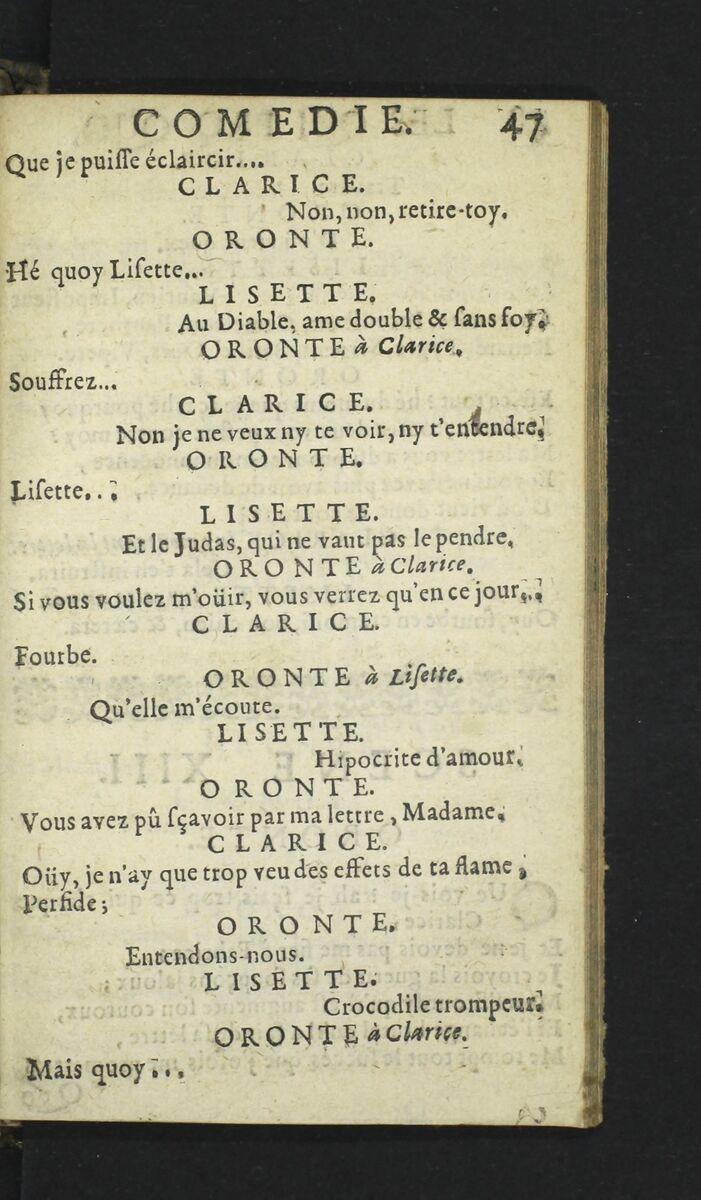 COMEDIE. 47
Que je puiſſe éclaircir....
CLARICE.
Non, non, retire-toy.
ORONTE.
Hé quoy Liſette...
LISETTE.
Au Diable, ame double & ſans foy.
ORONTE à Clarice.
Souffrez...
CLARICE.
Non je ne veux ny te voir, ny t'entendre.
ORONTE.
Liſette...
LISETTE.
Et le Judas, qui ne vaut pas le pendre.
ORONTE à Clarice.
Si vous voulez m'oüir, vous verrez qu'en ce jour...
CLARICE.
Fourbe.
ORONTE à Liſette.
Qu'elle m'écoute.
LISETTE.
Hipocrite d'amour.
ORONTE.
Vous avez pû ſçavoir par ma lettre, Madame.
CLARICE.
Oüy, je n'ay que trop veu des effets de ta flame,
Perfide;
ORONTE.
Entendons-nous.
LISETTE.
Crocodile trompeur.
ORONTE à Clarice.
Mais quoy...